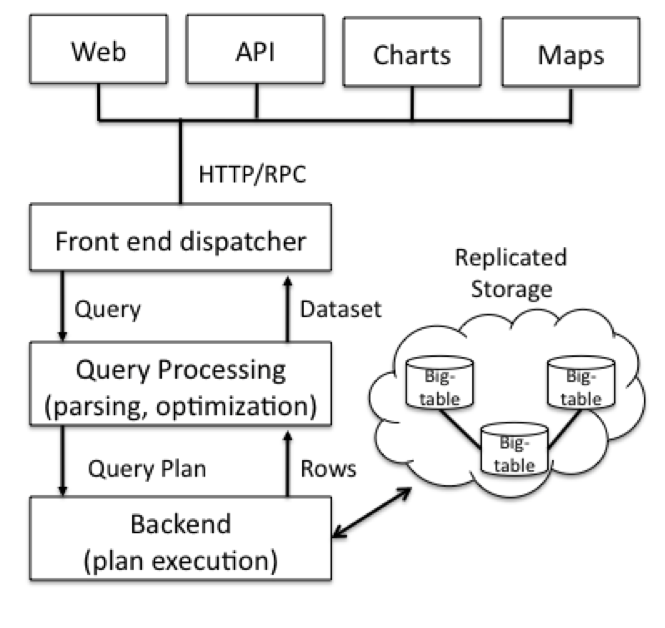 Web
API
Charts
Maps
HTTP/RPC
Front end dispatcher
Query
Dataset
Query Processing
(parsing, optimization)
Query Plan
Rows
Backend
(plan execution)
Replicated
Storage
Big-
table
Big-
table
Big-
table